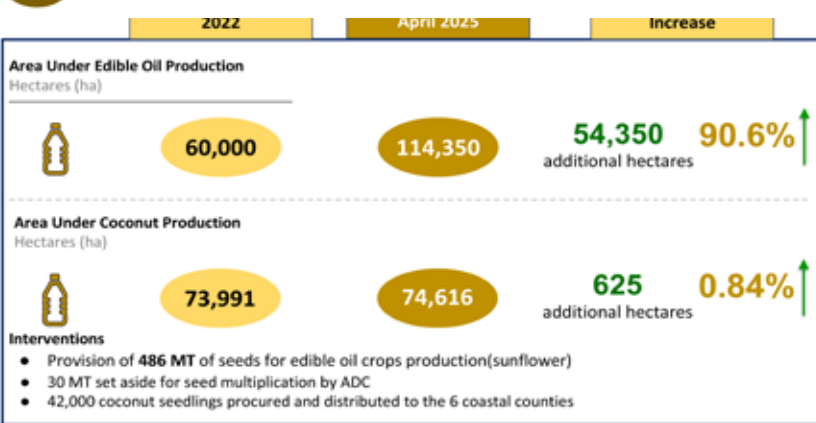 2022 April 2025 Increase
Area Under Edible Oil Production
Hectares (ha)
60,000 114,350 54,350 90.6%
additional hectares
Area Under Coconut Production
Hectares (ha)
73,991 74,616 625 0.84%
additional hectares
Interventions
● Provision of 486 MT of seeds for edible oil crops production(sunflower)
● 30 MT set aside for seed multiplication by ADC
● 42,000 coconut seedlings procured and distributed to the 6 coastal counties